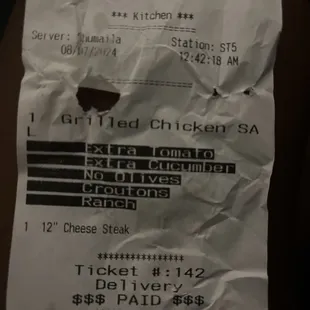 *** Kitchen ***
Server: Shumaila Station: ST5
08/07/2024 12:42:18 AM
1 Grilled Chicken SA
L
Extra Tomato
Extra Cucumber
No Olives
Croutons
Ranch
1 12" Cheese Steak
****************
Ticket #:142
Delivery
$$$ PAID $$$